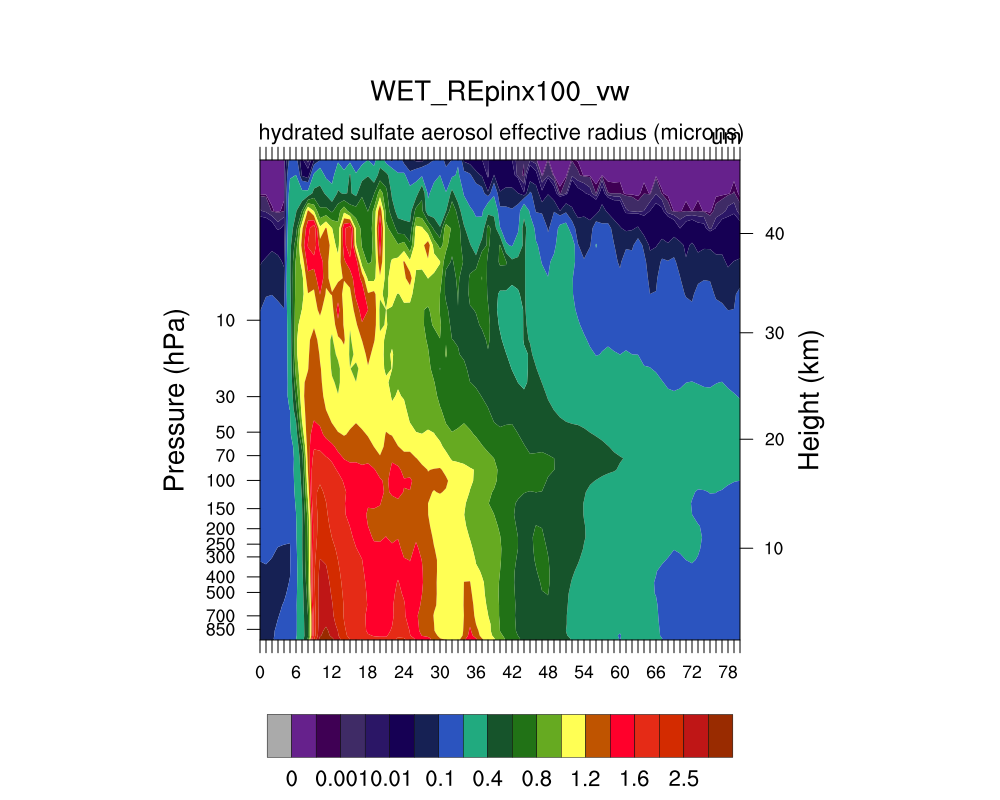 WET_REpinx100_vw
hydrated sulfate aerosol effective radius (microns)
um
Pressure (hPa)
10
30
50
70
100
150
200
250
300
400
500
700
850
40
30
20
10
Height (km)
0 6 12 18 24 30 36 42 48 54 60 66 72 78
0 0.001 0.01 0.1 0.4 0.8 1.2 1.6 2.5